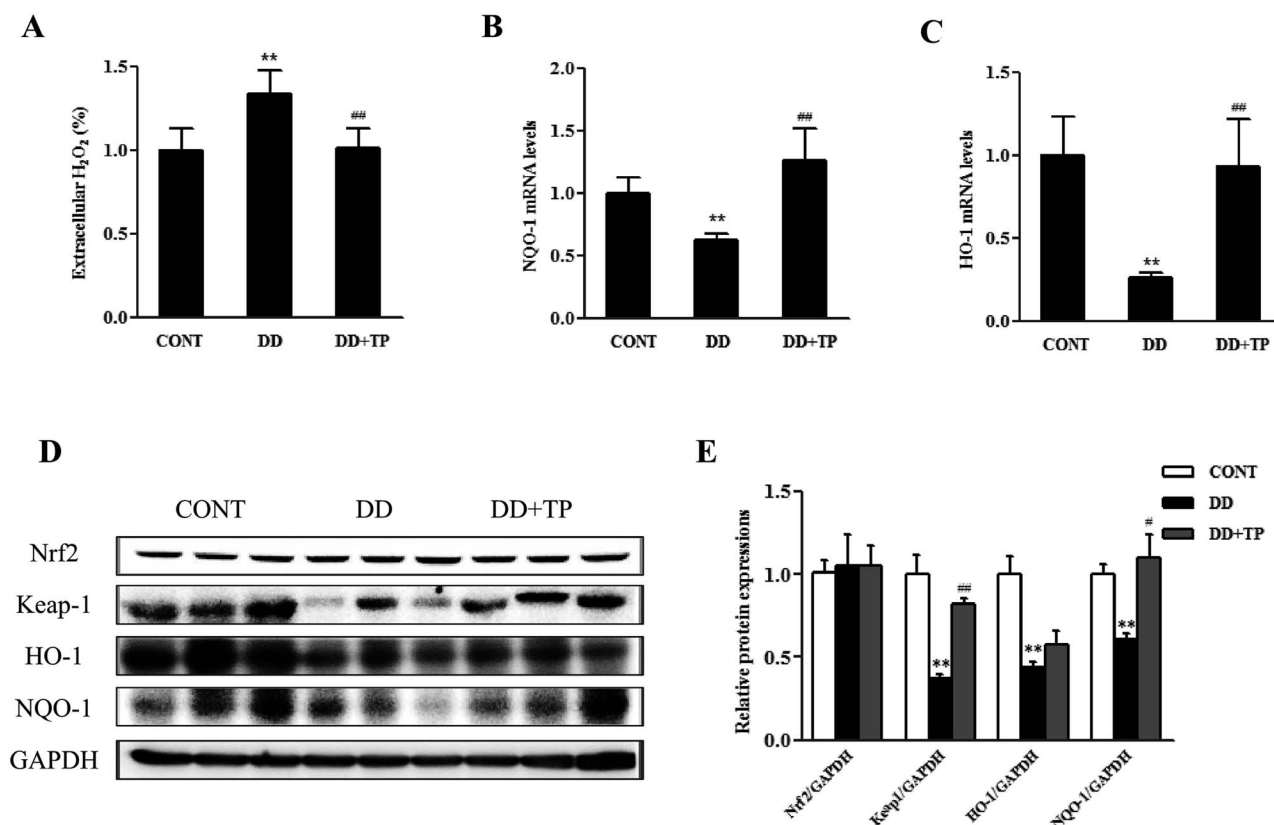 A
Extracellular H₂O₂ (%)
1.5
1.0
0.5
0.0
**
##
CONT DD DD+TP
B
NQO-1 mRNA levels
2.0
1.5
1.0
0.5
0.0
**
##
CONT DD DD+TP
C
HO-1 mRNA levels
1.5
1.0
0.5
0.0
**
##
CONT DD DD+TP
D
CONT DD DD+TP
Nrf2
Keap-1
HO-1
NQO-1
GAPDH
E
CONT
DD
DD+TP
Relative protein expressions
1.5
1.0
0.5
0.0
**
##
**
**
#
Nrf2/GAPDH
Keap1/GAPDH
HO-1/GAPDH
NQO-1/GAPDH